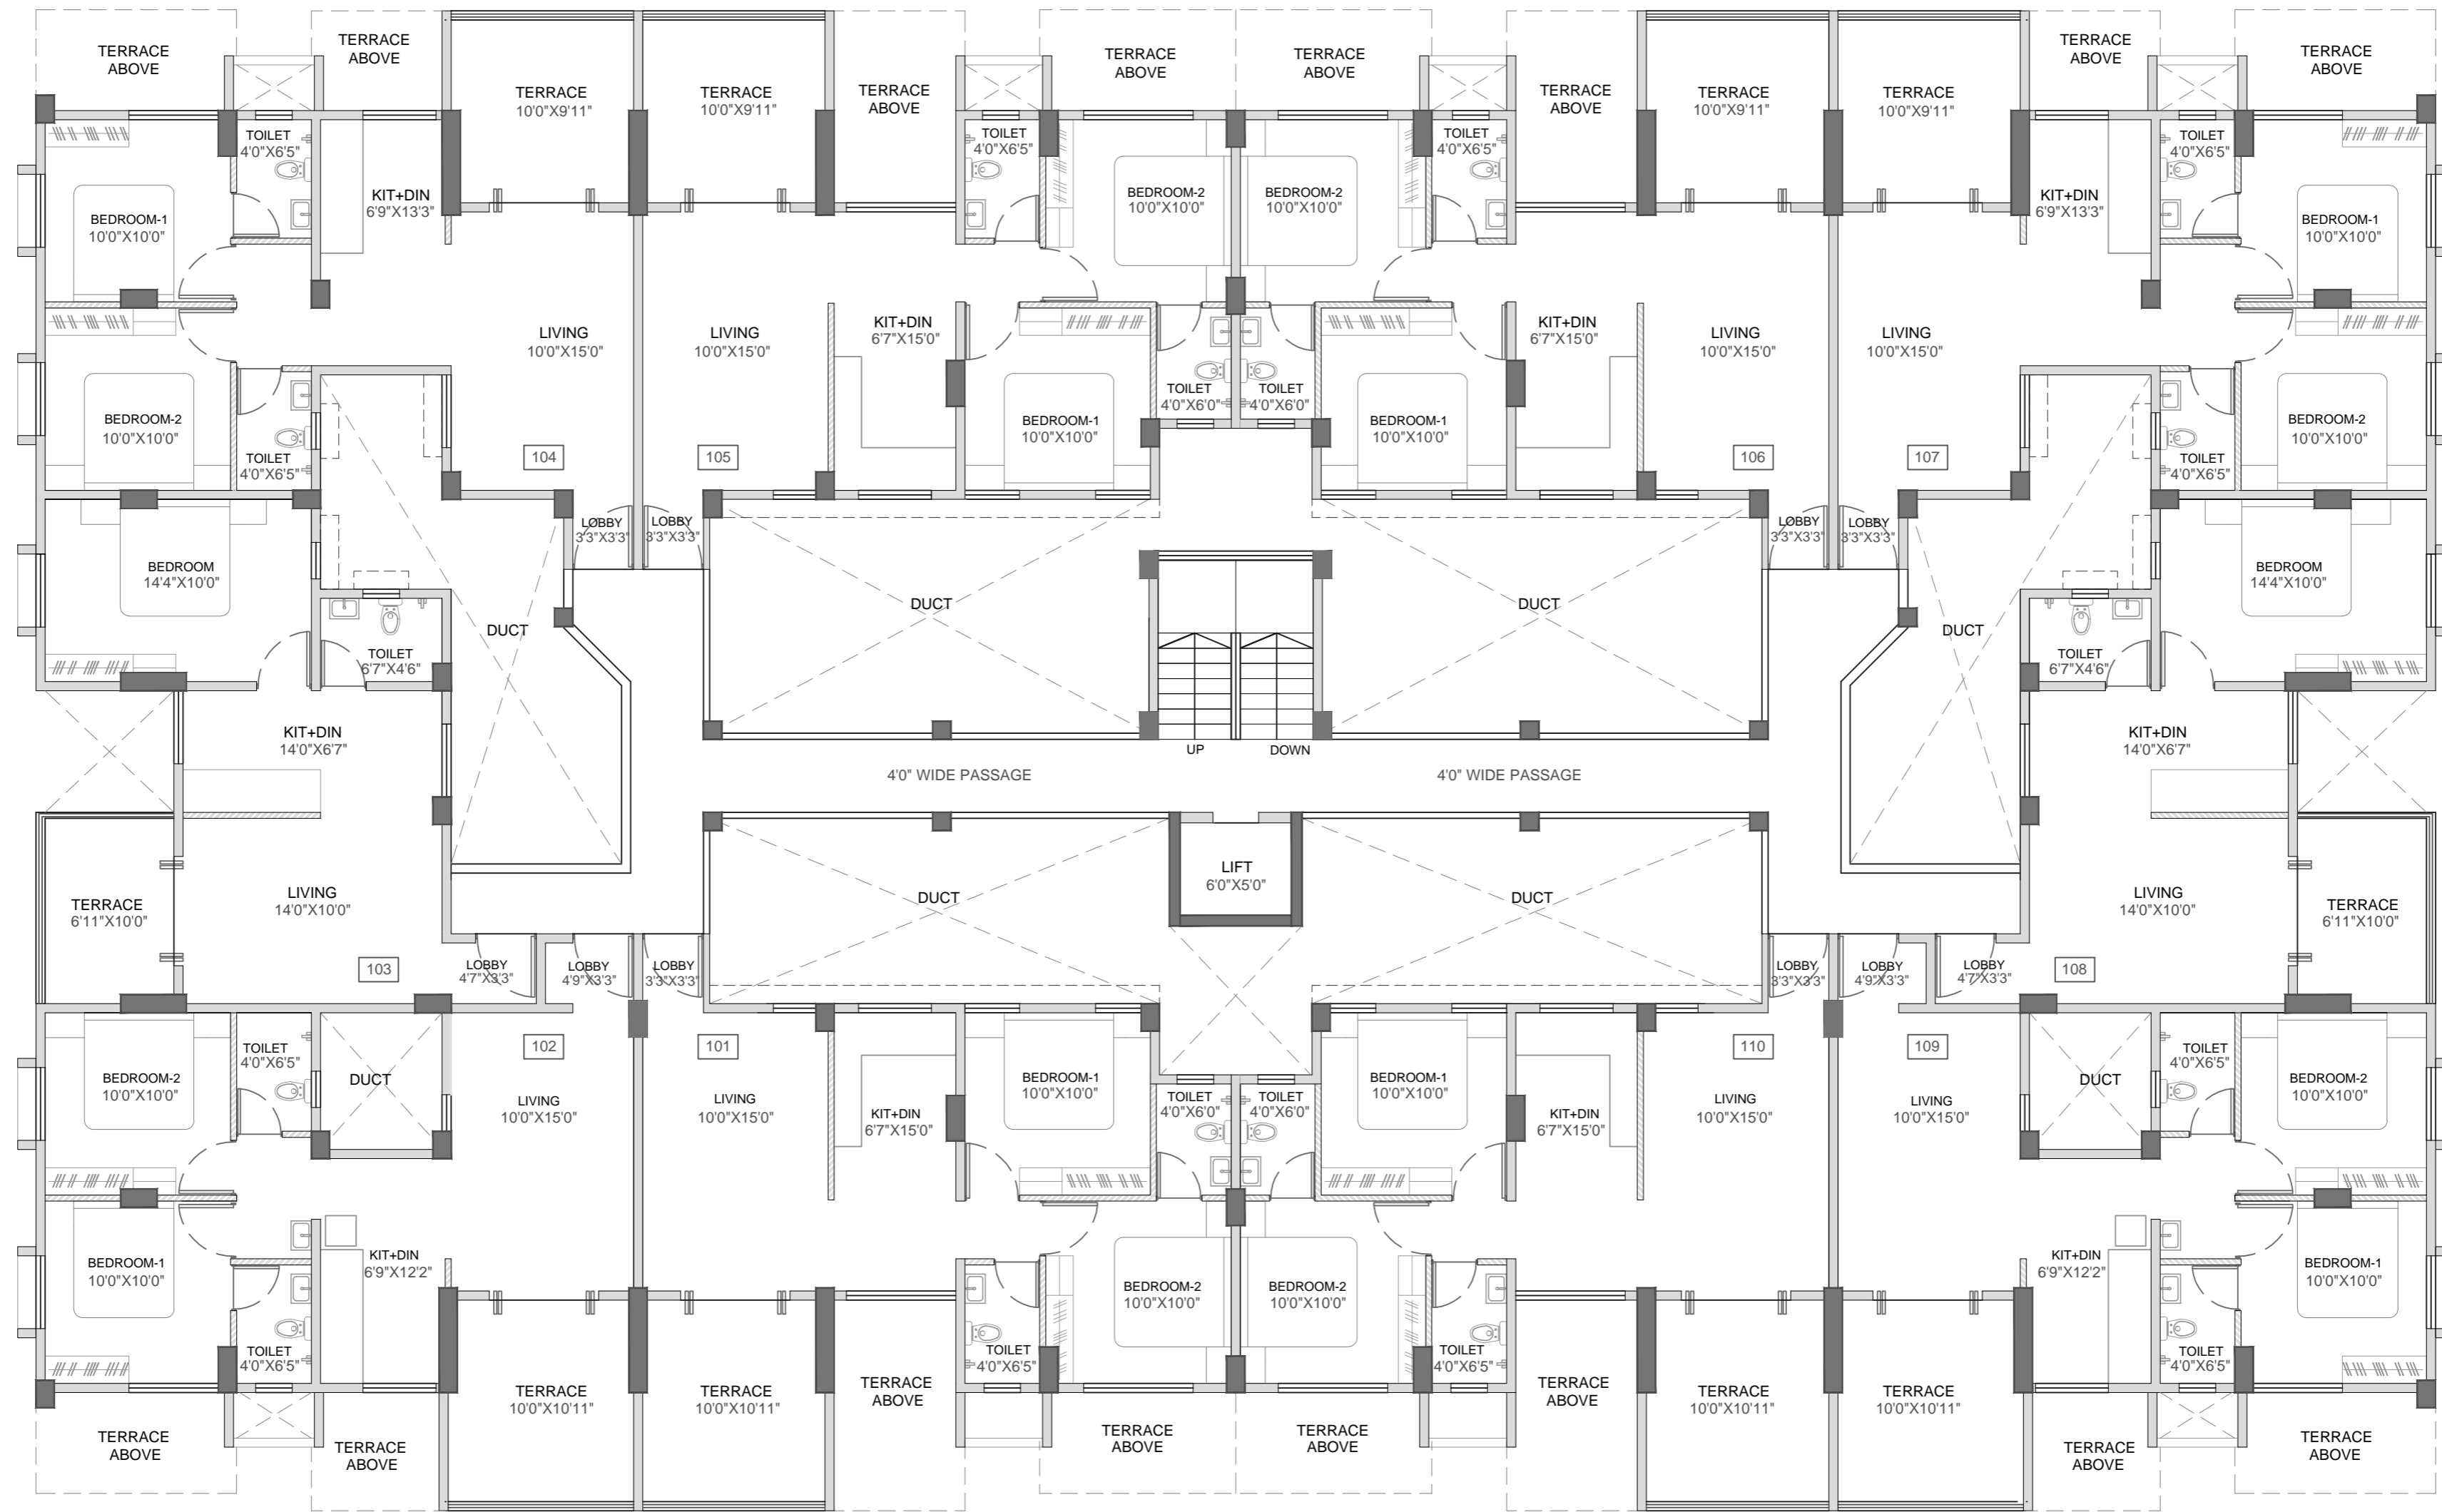 TERRACE
ABOVE
TERRACE
ABOVE
TERRACE
10'0"X9'11"
TERRACE
10'0"X9'11"
TERRACE
ABOVE
TERRACE
ABOVE
TERRACE
ABOVE
TERRACE
ABOVE
TERRACE
10'0"X9'11"
TERRACE
10'0"X9'11"
TERRACE
ABOVE
TERRACE
ABOVE
TOILET
4'0"X6'5"
TOILET
4'0"X6'5"
TOILET
4'0"X6'5"
TOILET
4'0"X6'5"
BEDROOM-1
10'0"X10'0"
KIT+DIN
6'9"X13'3"
BEDROOM-2
10'0"X10'0"
BEDROOM-2
10'0"X10'0"
KIT+DIN
6'9"X13'3"
BEDROOM-1
10'0"X10'0"
LIVING
10'0"X15'0"
LIVING
10'0"X15'0"
KIT+DIN
6'7"X15'0"
KIT+DIN
6'7"X15'0"
LIVING
10'0"X15'0"
LIVING
10'0"X15'0"
BEDROOM-2
10'0"X10'0"
TOILET
4'0"X6'5"
104
105
BEDROOM-1
10'0"X10'0"
TOILET
4'0"X6'0"
TOILET
4'0"X6'0"
BEDROOM-1
10'0"X10'0"
106
107
TOILET
4'0"X6'5"
BEDROOM-2
10'0"X10'0"
LOBBY
3'3"X3'3"
LOBBY
3'3"X3'3"
LOBBY
3'3"X3'3"
LOBBY
3'3"X3'3"
BEDROOM
14'4"X10'0"
BEDROOM
14'4"X10'0"
DUCT
DUCT
DUCT
DUCT
TOILET
6'7"X4'6"
TOILET
6'7"X4'6"
KIT+DIN
14'0"X6'7"
UP
DOWN
KIT+DIN
14'0"X6'7"
4'0" WIDE PASSAGE
4'0" WIDE PASSAGE
TERRACE
6'11"X10'0"
LIVING
14'0"X10'0"
DUCT
LIFT
6'0"X5'0"
DUCT
LIVING
14'0"X10'0"
TERRACE
6'11"X10'0"
103
LOBBY
4'7"X3'3"
LOBBY
4'9"X3'3"
LOBBY
3'3"X3'3"
LOBBY
3'3"X3'3"
LOBBY
4'9"X3'3"
LOBBY
4'7"X3'3"
108
TOILET
4'0"X6'5"
102
101
110
109
TOILET
4'0"X6'5"
BEDROOM-2
10'0"X10'0"
DUCT
LIVING
10'0"X15'0"
LIVING
10'0"X15'0"
KIT+DIN
6'7"X15'0"
BEDROOM-1
10'0"X10'0"
TOILET
4'0"X6'0"
TOILET
4'0"X6'0"
BEDROOM-1
10'0"X10'0"
KIT+DIN
6'7"X15'0"
LIVING
10'0"X15'0"
LIVING
10'0"X15'0"
DUCT
BEDROOM-2
10'0"X10'0"
BEDROOM-1
10'0"X10'0"
KIT+DIN
6'9"X12'2"
BEDROOM-2
10'0"X10'0"
BEDROOM-2
10'0"X10'0"
KIT+DIN
6'9"X12'2"
BEDROOM-1
10'0"X10'0"
TOILET
4'0"X6'5"
TOILET
4'0"X6'5"
TOILET
4'0"X6'5"
TOILET
4'0"X6'5"
TERRACE
ABOVE
TERRACE
ABOVE
TERRACE
10'0"X10'11"
TERRACE
10'0"X10'11"
TERRACE
ABOVE
TERRACE
ABOVE
TERRACE
ABOVE
TERRACE
ABOVE
TERRACE
10'0"X10'11"
TERRACE
10'0"X10'11"
TERRACE
ABOVE
TERRACE
ABOVE